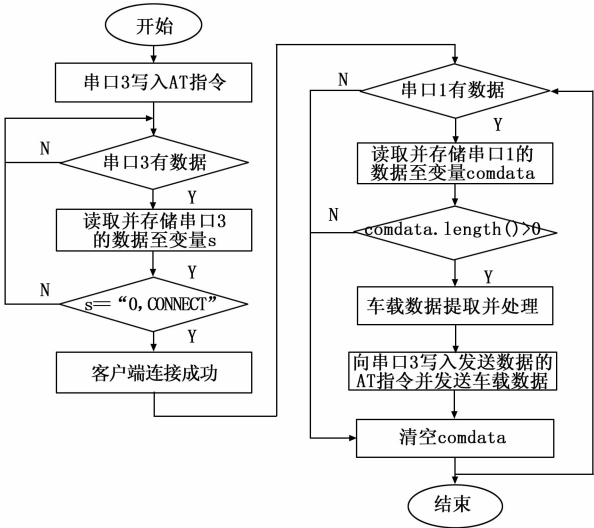 开始
串口3写入AT指令
N
串口3有数据
Y
读取并存储串口3
的数据至变量s
Y
N
s==“0,CONNECT”
Y
客户端连接成功
N
串口1有数据
Y
读取并存储串口1的
数据至变量comdata
N
comdata.length()>0
Y
车载数据提取并处理
向串口3写入发送数据的
AT指令并发送车载数据
清空comdata
结束